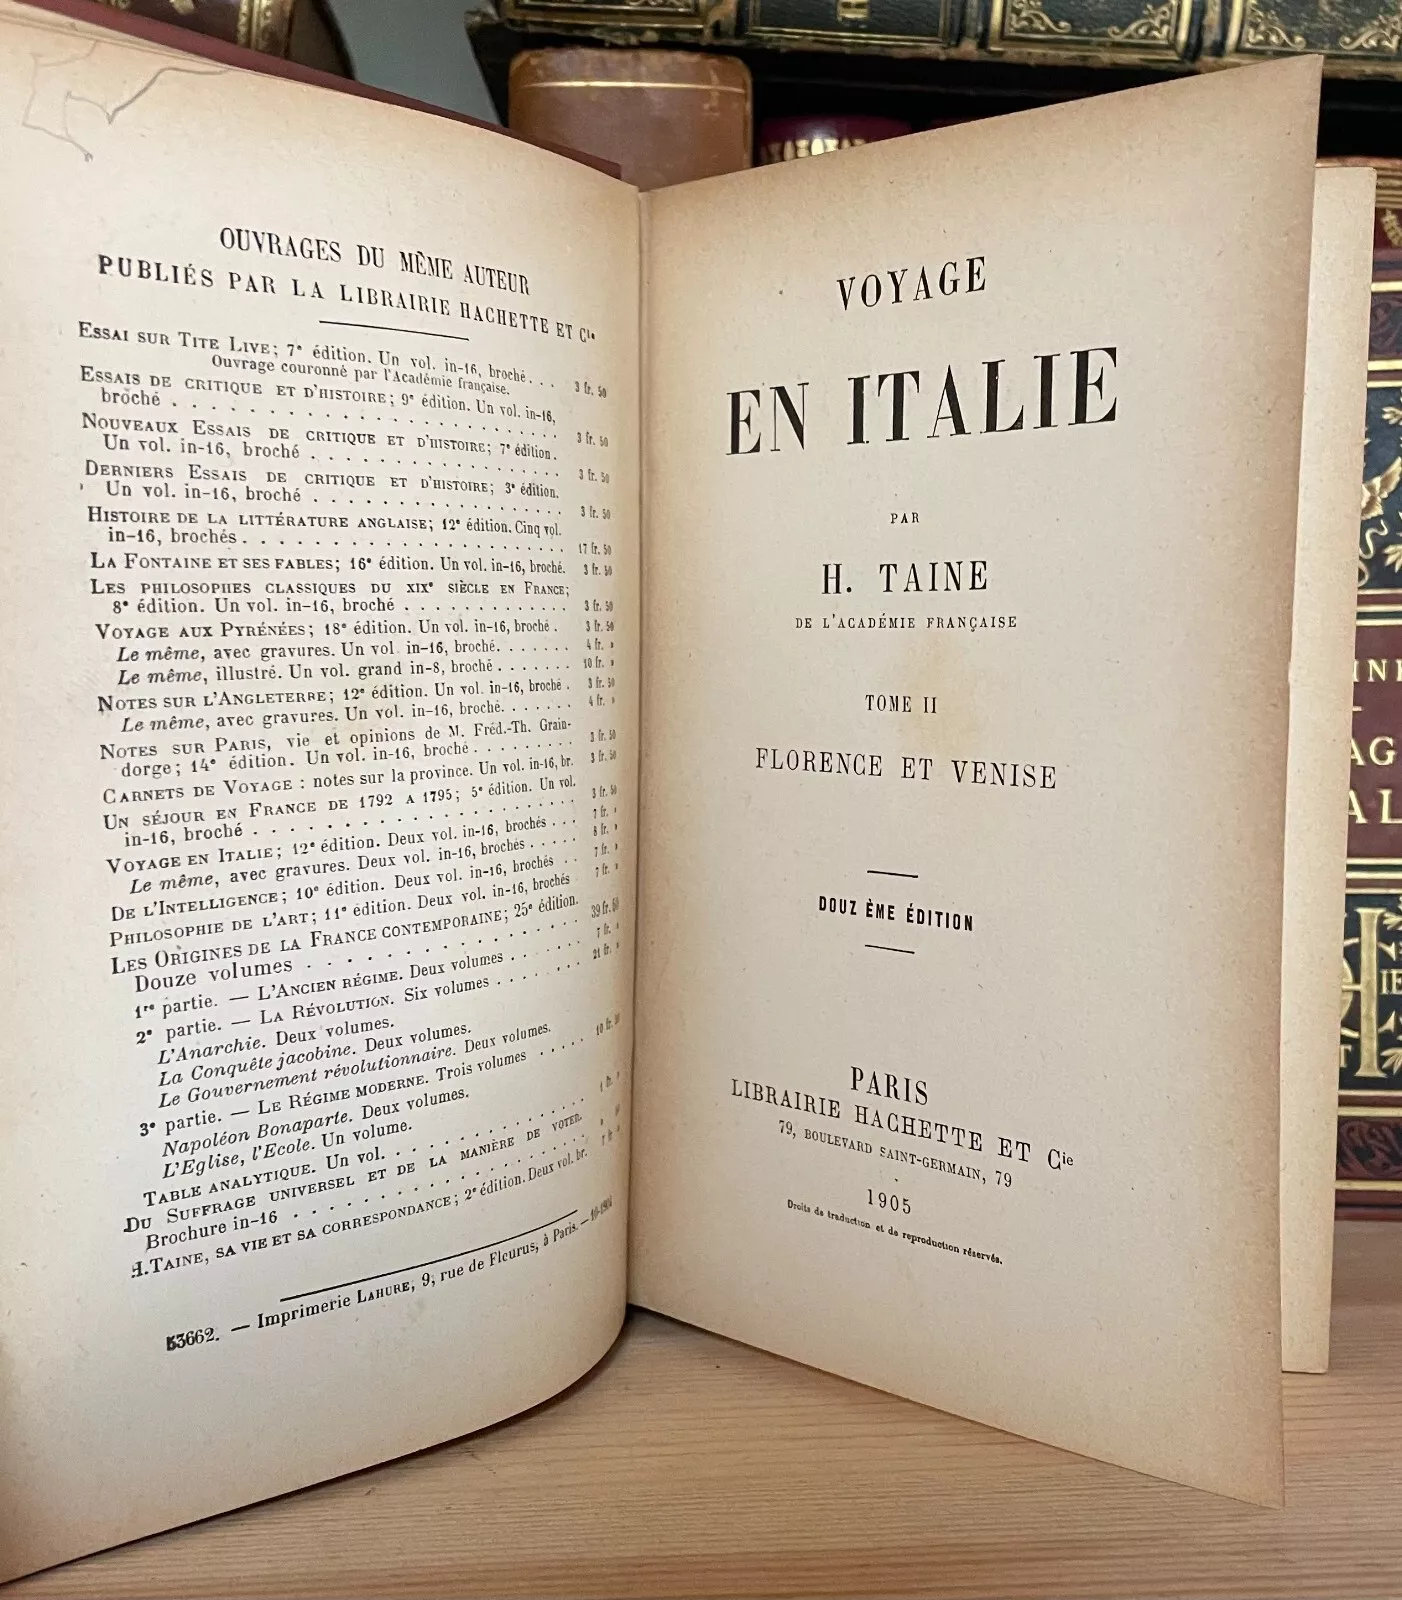 OUVRAGES DU MÊME AUTEUR
PUBLIÉS PAR LA LIBRAIRIE HACHETTE ET Cie
ESSAI SUR TITE LIVE; 7e édition. Un vol. in-16, broché. . . 3 fr. 50
Ouvrage couronné par l'Académie française.
ESSAIS DE CRITIQUE ET D'HISTOIRE; 9e édition. Un vol. in-16,
broché . . . . . . . . . . . . . . 3 fr. 50
NOUVEAUX ESSAIS DE CRITIQUE ET D'HISTOIRE; 7e édition.
Un vol. in-16, broché . . . . . . . . . . 3 fr. 50
DERNIERS ESSAIS DE CRITIQUE ET D'HISTOIRE; 3e édition.
Un vol. in-16, broché . . . . . . . . . . 3 fr. 50
HISTOIRE DE LA LITTÉRATURE ANGLAISE; 12e édition. Cinq vol.
in-16, brochés . . . . . . . . . . . . 17 fr. 50
LA FONTAINE ET SES FABLES; 16e édition. Un vol. in-16, broché. 3 fr. 50
LES PHILOSOPHES CLASSIQUES DU XIXe SIÈCLE EN FRANCE;
8e édition. Un vol. in-16, broché . . . . . . . 3 fr. 50
VOYAGE AUX PYRÉNÉES; 18e édition. Un vol. in-16, broché . 3 fr. 50
Le même, avec gravures. Un vol. in-16, broché. . . . . 4 fr. »
Le même, illustré. Un vol. grand in-8, broché . . . . . 10 fr. »
NOTES SUR L'ANGLETERRE; 12e édition. Un vol. in-16, broché . 3 fr. 50
Le même, avec gravures. Un vol. in-16, broché. . . . . 4 fr. »
NOTES SUR PARIS, vie et opinions de M. Fréd.-Th. Grain-
dorge; 14e édition. Un vol. in-16, broché . . . . . . 3 fr. 50
CARNETS DE VOYAGE : notes sur la province. Un vol. in-16, br. 3 fr. 50
UN SÉJOUR EN FRANCE DE 1792 A 1795; 5e édition. Un vol.
in-16, broché . . . . . . . . . . . . 3 fr. 50
VOYAGE EN ITALIE; 12e édition. Deux vol. in-16, brochés . . . 7 fr. »
Le même, avec gravures. Deux vol. in-16, brochés . . . . 8 fr. »
DE L'INTELLIGENCE; 10e édition. Deux vol. in-16, brochés . . 7 fr. »
PHILOSOPHIE DE L'ART; 11e édition. Deux vol. in-16, brochés 7 fr. »
LES ORIGINES DE LA FRANCE CONTEMPORAINE; 25e édition.
Douze volumes . . . . . . . . . . . . 39 fr. 50
1re partie. — L'ANCIEN RÉGIME. Deux volumes . . . . . 7 fr. »
2e partie. — LA RÉVOLUTION. Six volumes . . . . . . 21 fr. »
L'Anarchie. Deux volumes.
La Conquête jacobine. Deux volumes.
Le Gouvernement révolutionnaire. Deux volumes.
3e partie. — LE RÉGIME MODERNE. Trois volumes . . . . 10 fr. 50
Napoléon Bonaparte. Deux volumes.
L'Eglise, l'Ecole. Un volume.
TABLE ANALYTIQUE. Un vol. . . . . . . . . . . 1 fr. »
DU SUFFRAGE UNIVERSEL ET DE LA MANIÈRE DE VOTER.
Brochure in-16 . . . . . . . . . . . .
H. TAINE, SA VIE ET SA CORRESPONDANCE; 2e édition. Deux vol. br. 7 fr. »
53662. — Imprimerie LAHURE, 9, rue de Fleurus, à Paris. —
VOYAGE
EN ITALIE
PAR
H. TAINE
DE L'ACADÉMIE FRANÇAISE
TOME II
FLORENCE ET VENISE
DOUZ ÈME ÉDITION
PARIS
LIBRAIRIE HACHETTE ET Cie
79, BOULEVARD SAINT-GERMAIN, 79
1905
Droits de traduction et de reproduction réservés.